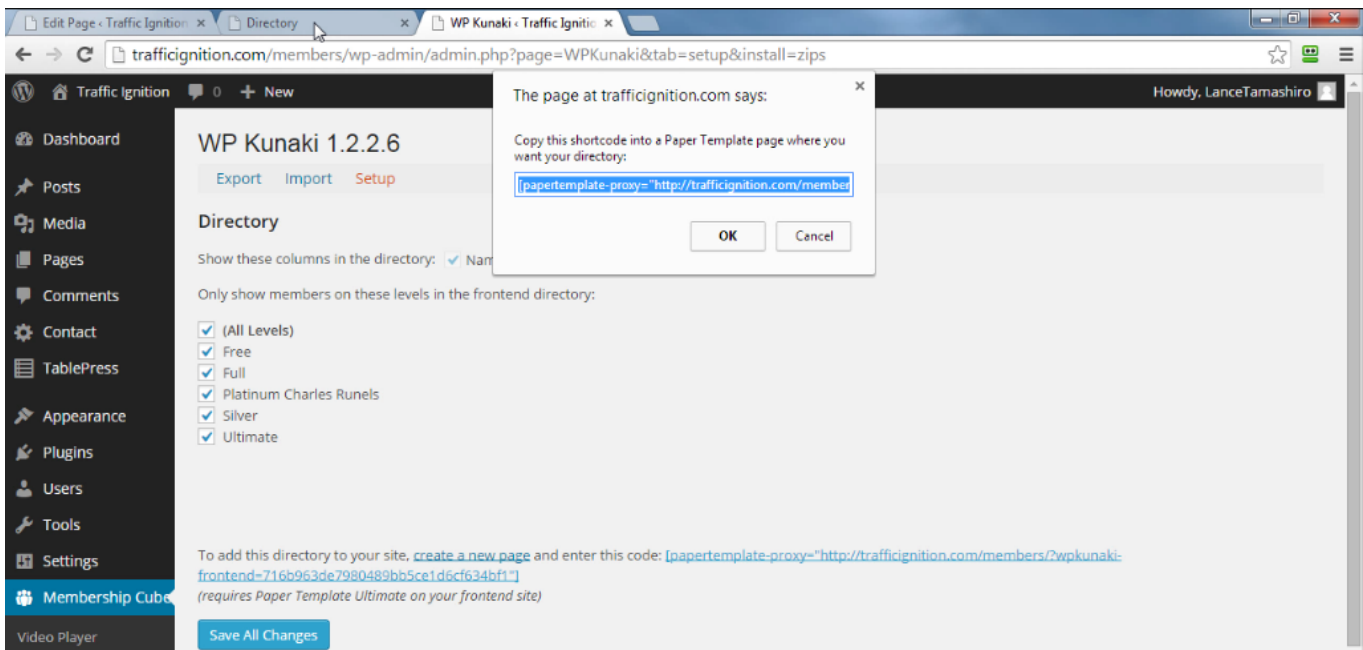 Edit Page ‹ Traffic Ignition
Directory
WP Kunaki ‹ Traffic Ignitio
trafficignition.com/members/wp-admin/admin.php?page=WPKunaki&tab=setup&install=zips
Traffic Ignition 0 + New
Howdy, LanceTamashiro
The page at trafficignition.com says:
Copy this shortcode into a Paper Template page where you
want your directory:
[papertemplate-proxy="http://trafficignition.com/member
OK Cancel
Dashboard
Posts
Media
Pages
Comments
Contact
TablePress
Appearance
Plugins
Users
Tools
Settings
Membership Cube
Video Player
WP Kunaki 1.2.2.6
Export Import Setup
Directory
Show these columns in the directory: Nam
Only show members on these levels in the frontend directory:
(All Levels)
Free
Full
Platinum Charles Runels
Silver
Ultimate
To add this directory to your site, create a new page and enter this code: [papertemplate-proxy="http://trafficignition.com/members/?wpkunaki-
frontend=716b963de7980489bb5ce1d6cf634bf1"]
(requires Paper Template Ultimate on your frontend site)
Save All Changes